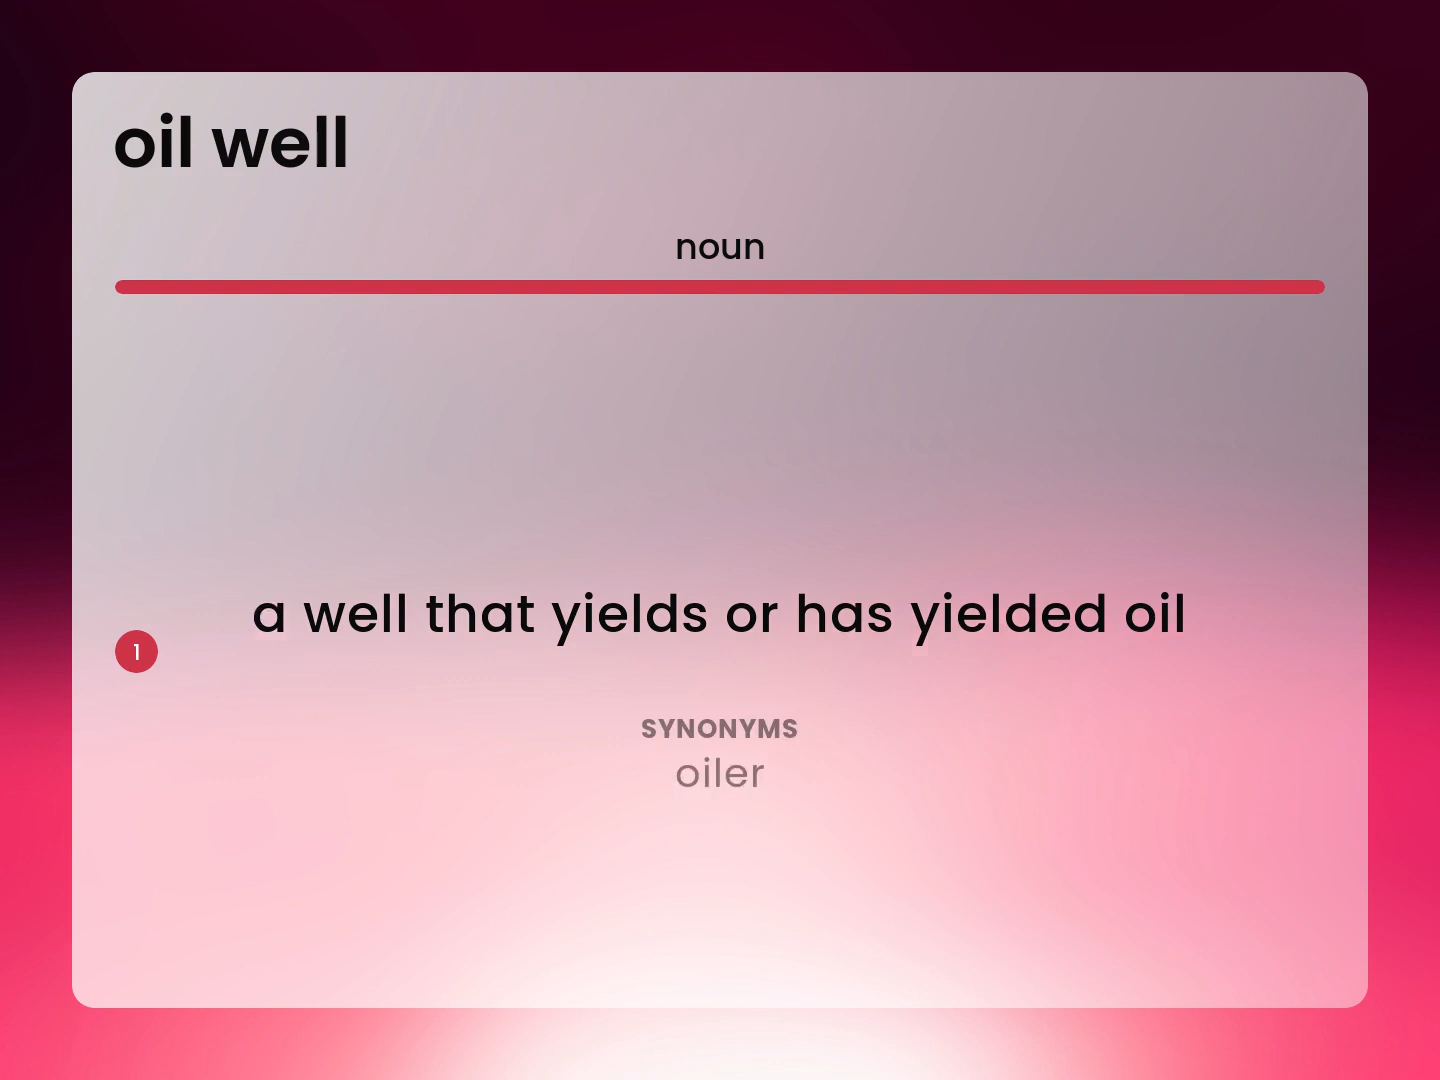 oil well
noun
a well that yields or has yielded oil
1
SYNONYMS
oiler